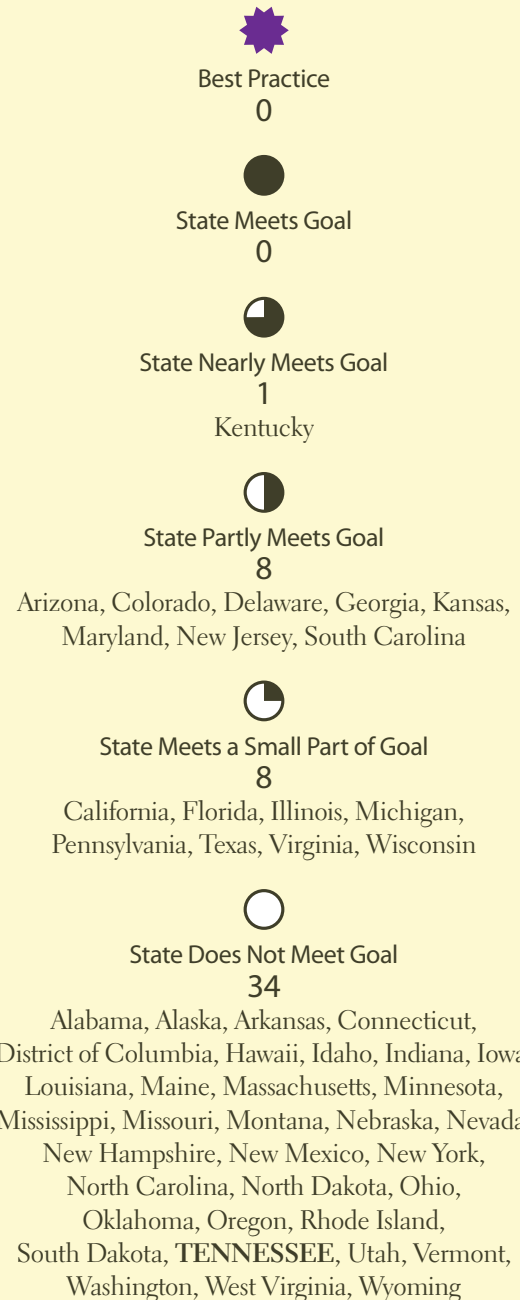 Best Practice
0
State Meets Goal
0
State Nearly Meets Goal
1
Kentucky
State Partly Meets Goal
8
Arizona, Colorado, Delaware, Georgia, Kansas,
Maryland, New Jersey, South Carolina
State Meets a Small Part of Goal
8
California, Florida, Illinois, Michigan,
Pennsylvania, Texas, Virginia, Wisconsin
State Does Not Meet Goal
34
Alabama, Alaska, Arkansas, Connecticut,
District of Columbia, Hawaii, Idaho, Indiana, Iowa
Louisiana, Maine, Massachusetts, Minnesota,
Mississippi, Missouri, Montana, Nebraska, Nevada
New Hampshire, New Mexico, New York,
North Carolina, North Dakota, Ohio,
Oklahoma, Oregon, Rhode Island,
South Dakota, TENNESSEE, Utah, Vermont,
Washington, West Virginia, Wyoming